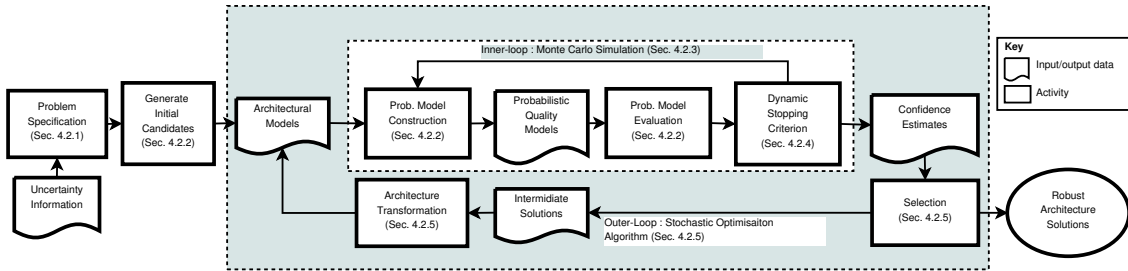 Inner-loop : Monte Carlo Simulation (Sec. 4.2.3)
Key
Input/output data
Activity
Problem
Specification
(Sec. 4.2.1)
Generate
Initial
Candidates
(Sec. 4.2.2)
Architectural
Models
Prob. Model
Construction
(Sec. 4.2.2)
Probabilistic
Quality
Models
Prob. Model
Evaluation
(Sec. 4.2.2)
Dynamic
Stopping
Criterion
(Sec. 4.2.4)
Confidence
Estimates
Uncertainty
Information
Architecture
Transformation
(Sec. 4.2.5)
Intermidiate
Solutions
Outer-Loop : Stochastic Optimisaiton
Algorithm (Sec. 4.2.5)
Selection
(Sec. 4.2.5)
Robust
Architecture
Solutions